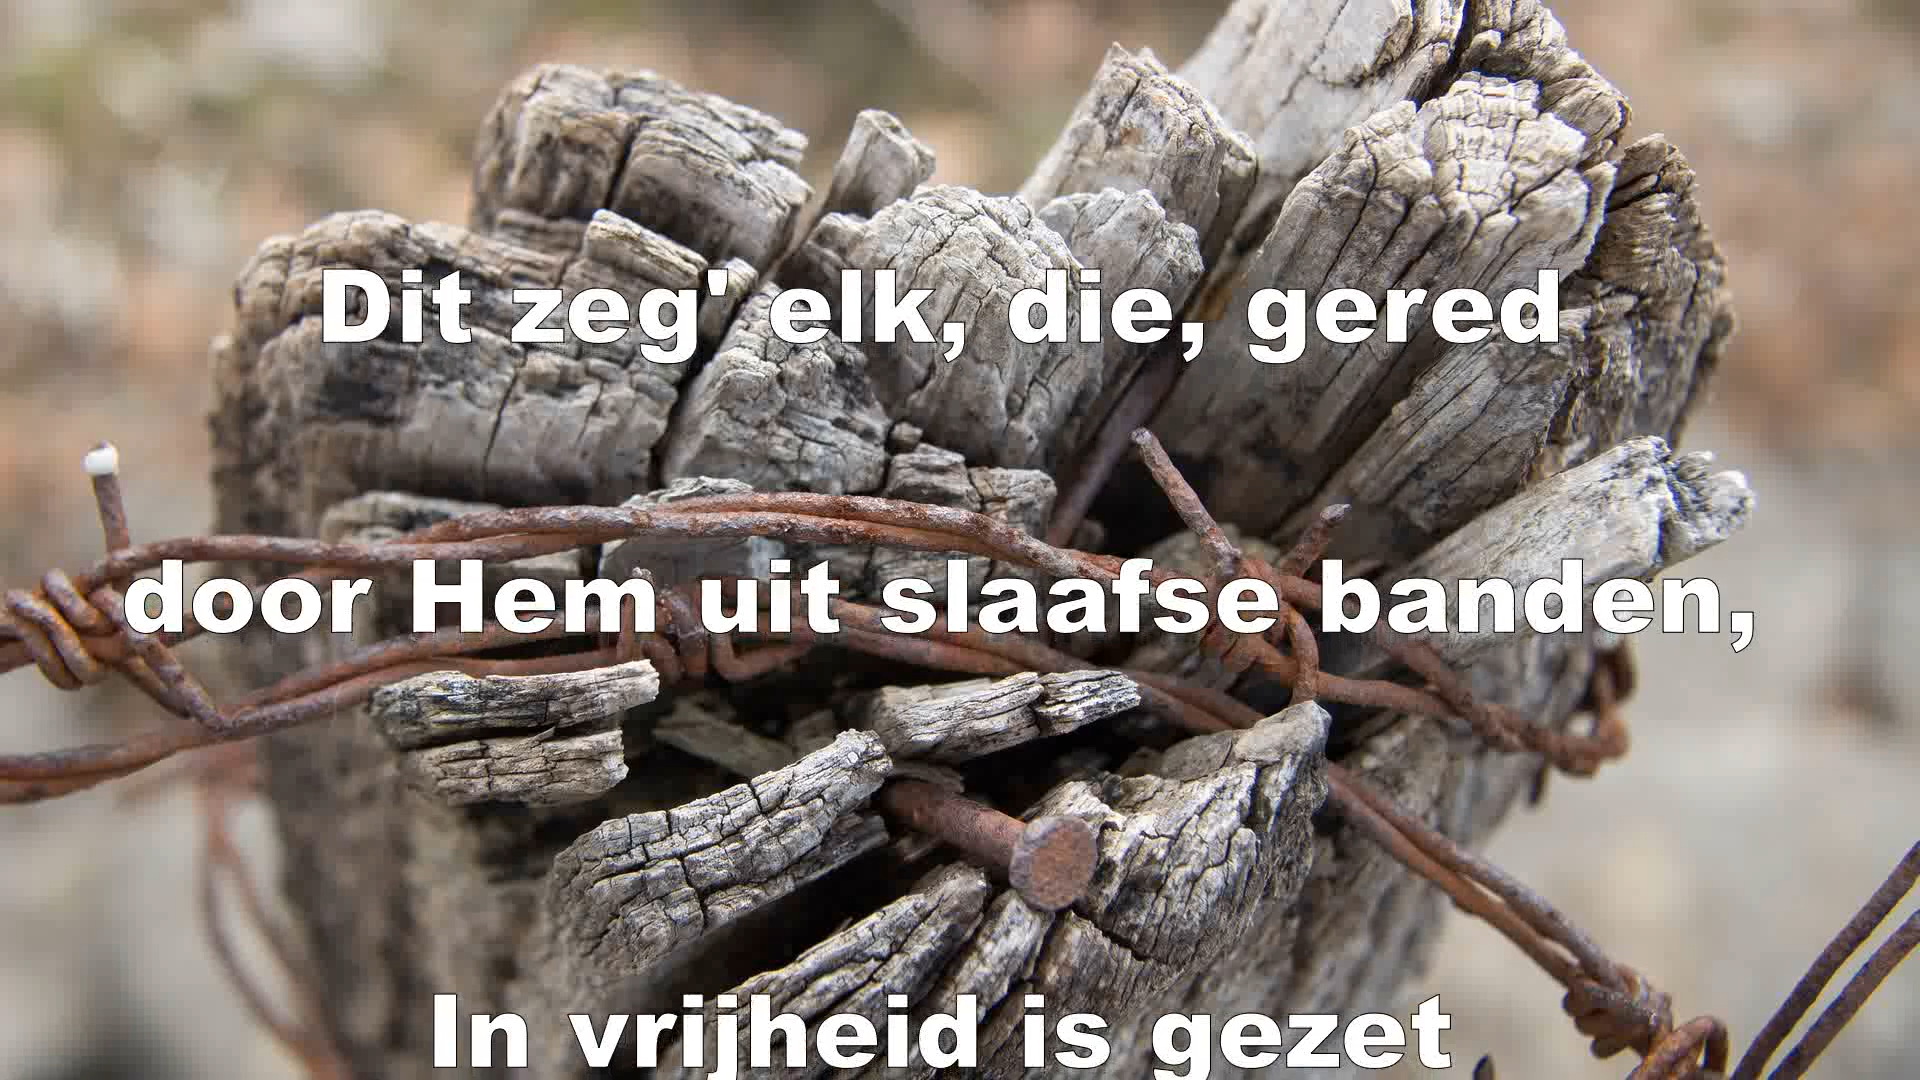 Dit zeg' elk, die, gered
door Hem uit slaafse banden,
In vrijheid is gezet